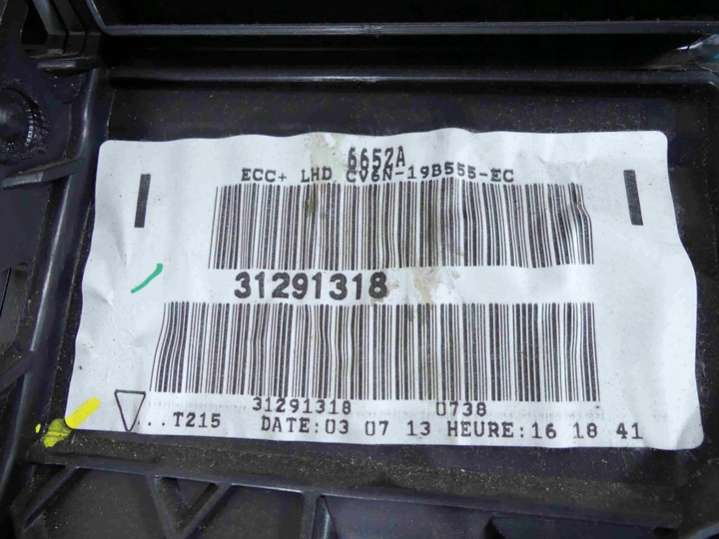 6652A
ECC+ LHD CV6N-19B555-EC
31291318
31291318 0738
...T215 DATE:03 07 13 HEURE:16 18 41